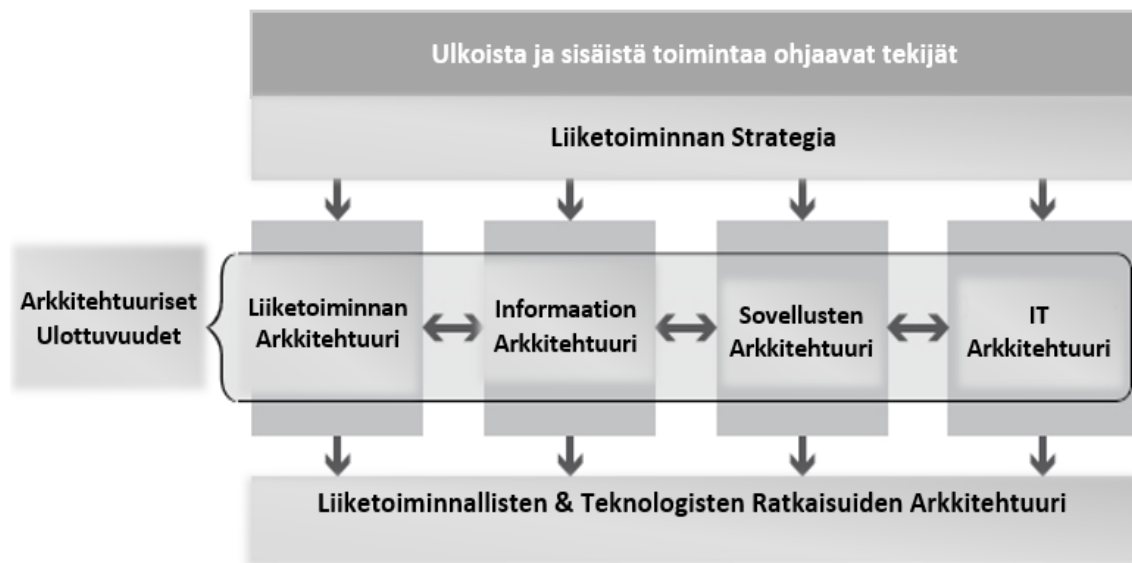 Ulkoista ja sisäistä toimintaa ohjaavat tekijät
Liiketoiminnan Strategia
Arkkitehtuuriset
Ulottuvuudet
Liiketoiminnan
Arkkitehtuuri
Informaation
Arkkitehtuuri
Sovellusten
Arkkitehtuuri
IT
Arkkitehtuuri
Liiketoiminnallisten & Teknologisten Ratkaisuiden Arkkitehtuuri